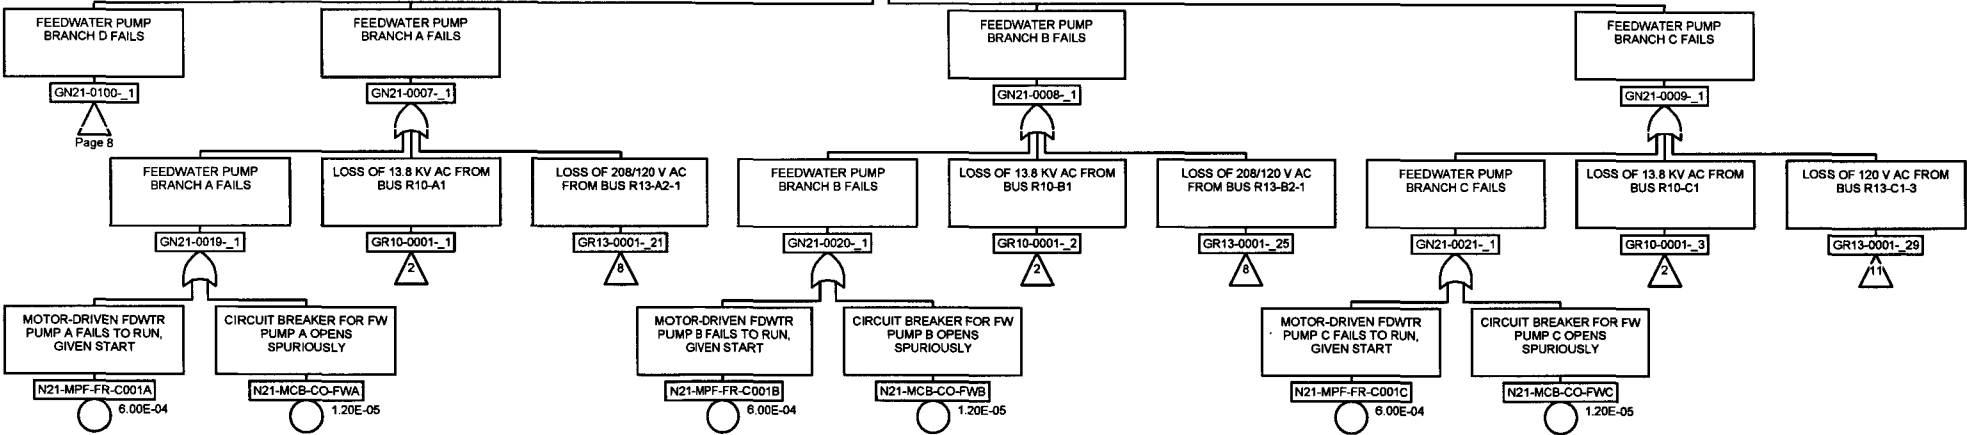 FEEDWATER PUMP
BRANCH D FAILS
GN21-0100-_1
Page 8
FEEDWATER PUMP
BRANCH A FAILS
GN21-0007-_1
FEEDWATER PUMP
BRANCH B FAILS
GN21-0008-_1
FEEDWATER PUMP
BRANCH C FAILS
GN21-0009-_1
FEEDWATER PUMP
BRANCH A FAILS
GN21-0019-_1
LOSS OF 13.8 KV AC FROM
BUS R10-A1
GR10-0001-_1
2
LOSS OF 208/120 V AC
FROM BUS R13-A2-1
GR13-0001-_21
8
FEEDWATER PUMP
BRANCH B FAILS
GN21-0020-_1
LOSS OF 13.8 KV AC FROM
BUS R10-B1
GR10-0001-_2
2
LOSS OF 208/120 V AC
FROM BUS R13-B2-1
GR13-0001-_25
8
FEEDWATER PUMP
BRANCH C FAILS
GN21-0021-_1
LOSS OF 13.8 KV AC FROM
BUS R10-C1
GR10-0001-_3
2
LOSS OF 120 V AC FROM
BUS R13-C1-3
GR13-0001-_29
11
MOTOR-DRIVEN FDWTR
PUMP A FAILS TO RUN,
GIVEN START
N21-MPF-FR-C001A
6.00E-04
CIRCUIT BREAKER FOR FW
PUMP A OPENS
SPURIOUSLY
N21-MCB-CO-FWA
1.20E-05
MOTOR-DRIVEN FDWTR
PUMP B FAILS TO RUN,
GIVEN START
N21-MPF-FR-C001B
6.00E-04
CIRCUIT BREAKER FOR FW
PUMP B OPENS
SPURIOUSLY
N21-MCB-CO-FWB
1.20E-05
MOTOR-DRIVEN FDWTR
PUMP C FAILS TO RUN,
GIVEN START
N21-MPF-FR-C001C
6.00E-04
CIRCUIT BREAKER FOR FW
PUMP C OPENS
SPURIOUSLY
N21-MCB-CO-FWC
1.20E-05